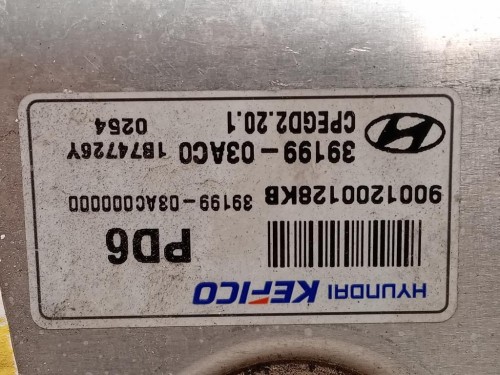 HYUNDAI KEFICO
PD6
9001200128KB 39199-03AC000000
39199-03AC0 1B74726Y
CPEGD2.20.1 0254